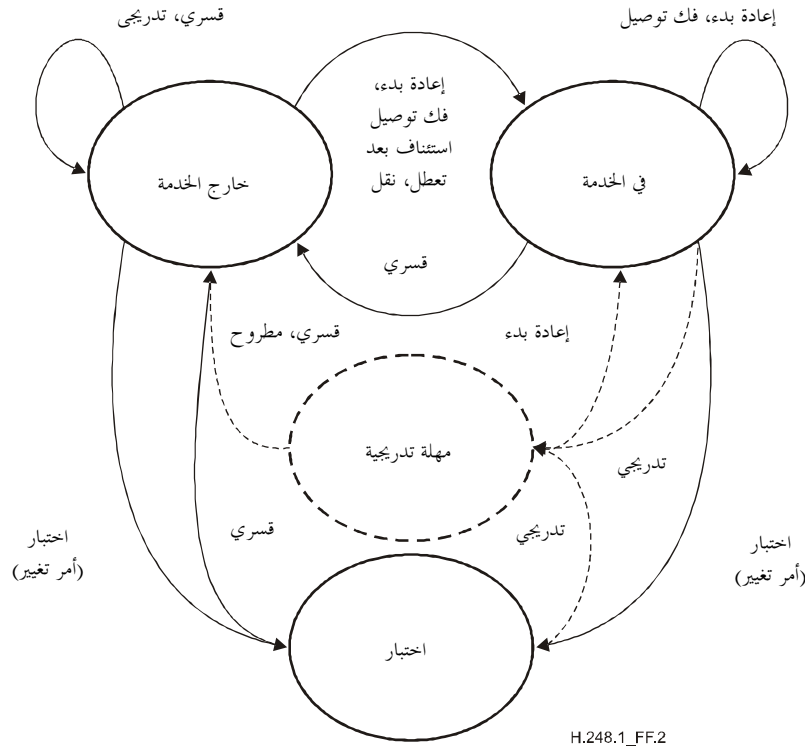 إعادة بدء، فك توصيل
قسري، تدريجى
إعادة بدء،
فك توصيل
استئناف بعد
تعطل، نقل
في الخدمة
خارج الخدمة
قسري
إعادة بدء
قسري، مطروح
مهلة تدريجية
تدريجي
تدريجي
قسري
اختبار
(أمر تغيير)
اختبار
(أمر تغيير)
اختبار
H.248.1_FF.2